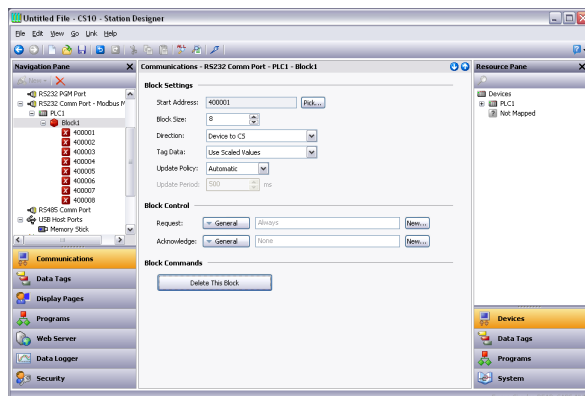 Untitled File - CS10 - Station Designer
File Edit View Go Link Help
Navigation Pane
Communications - RS232 Comm Port - PLC1 - Block1
Resource Pane
New
RS232 PGM Port
RS232 Comm Port - Modbus M
PLC1
Block1
400001
400002
400003
400004
400005
400006
400007
400008
RS485 Comm Port
USB Host Ports
Memory Stick
Communications
Data Tags
Display Pages
Programs
Web Server
Data Logger
Security
Block Settings
Start Address: 400001 Pick...
Block Size: 8
Direction: Device to C5
Tag Data: Use Scaled Values
Update Policy: Automatic
Update Period: 500 ms
Block Control
Request: General Always New...
Acknowledge: General None New...
Block Commands
Delete This Block
Devices
PLC1
Not Mapped
Devices
Data Tags
Programs
System